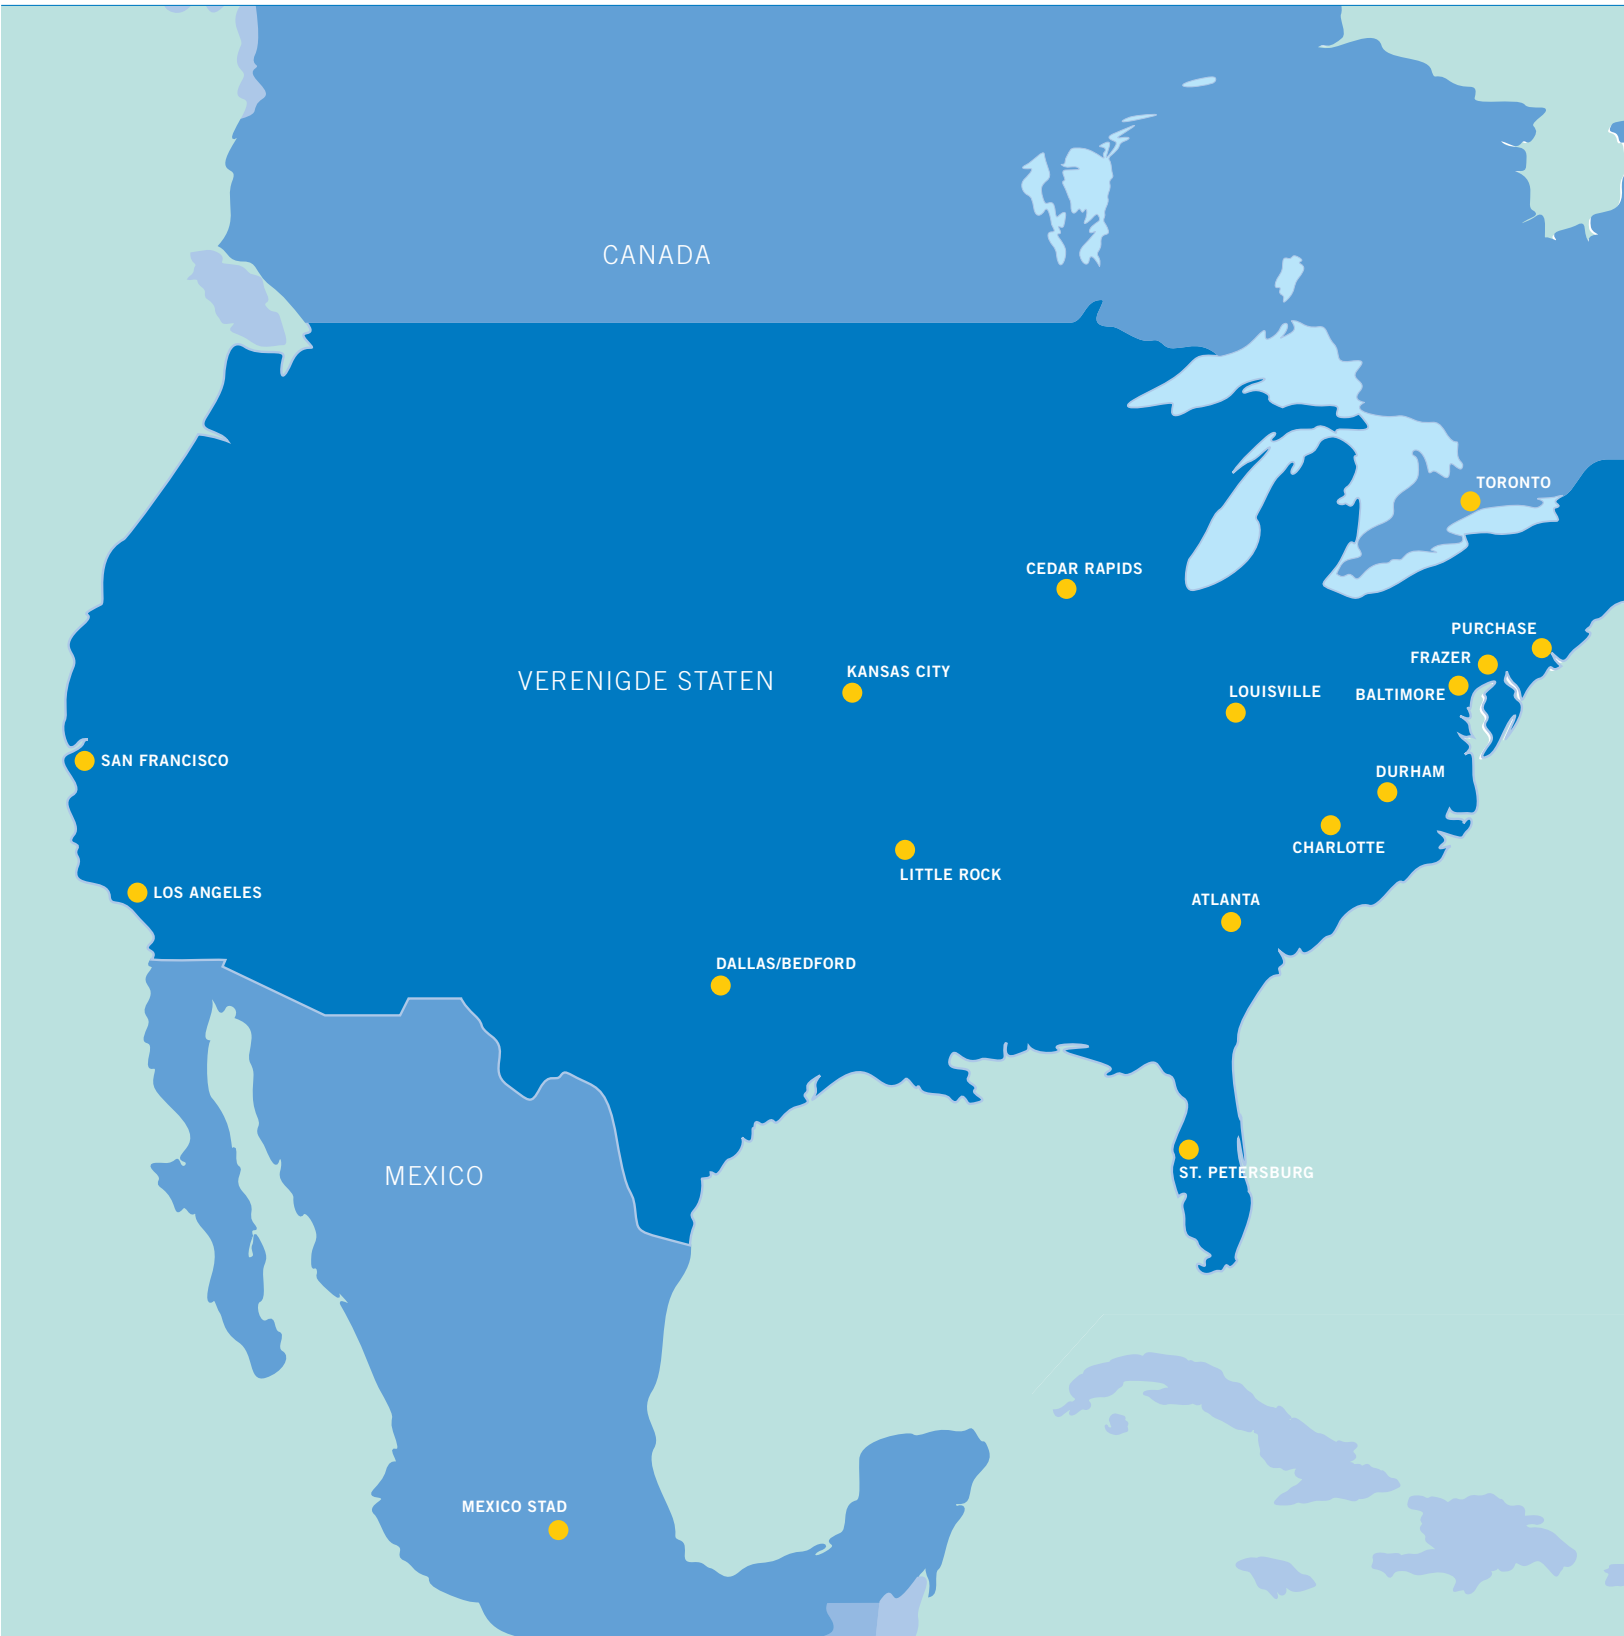 CANADA
TORONTO
CEDAR RAPIDS
PURCHASE
FRAZER
KANSAS CITY
VERENIGDE STATEN
LOUISVILLE
BALTIMORE
SAN FRANCISCO
DURHAM
CHARLOTTE
LITTLE ROCK
LOS ANGELES
ATLANTA
DALLAS/BEDFORD
ST. PETERSBURG
MEXICO
MEXICO STAD